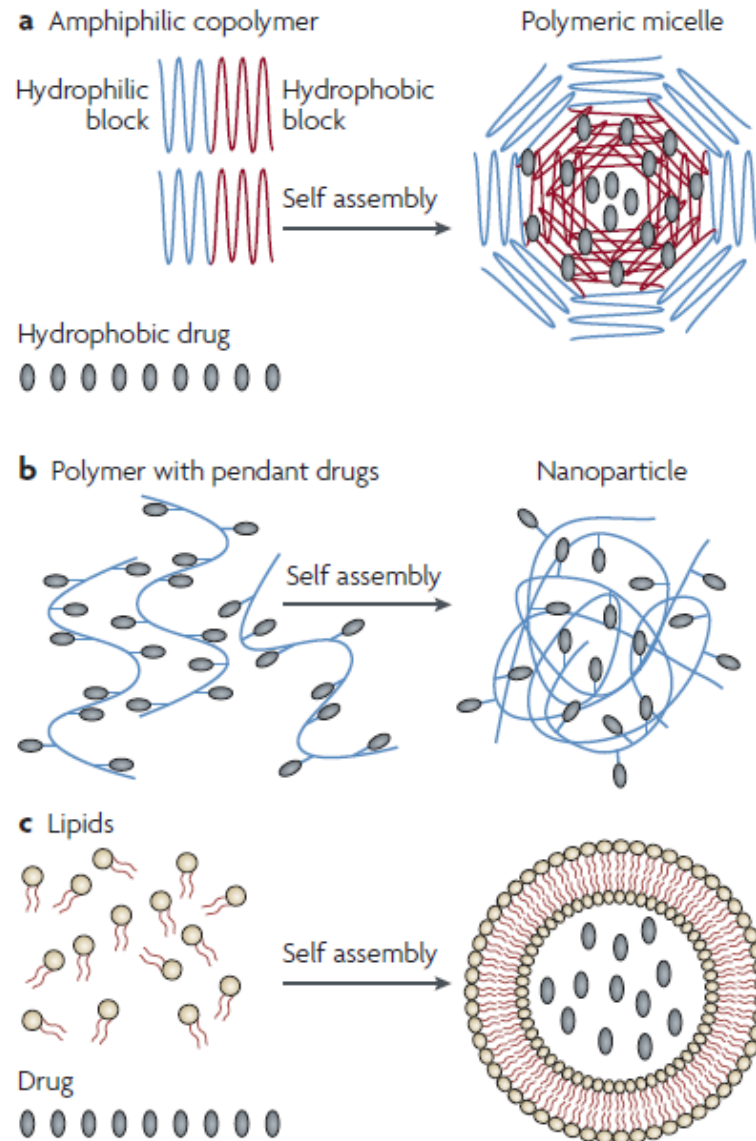 a Amphiphilic copolymer
Polymeric micelle
Hydrophilic
block
Hydrophobic
block
Self assembly
Hydrophobic drug
b Polymer with pendant drugs
Nanoparticle
Self assembly
c Lipids
Self assembly
Drug